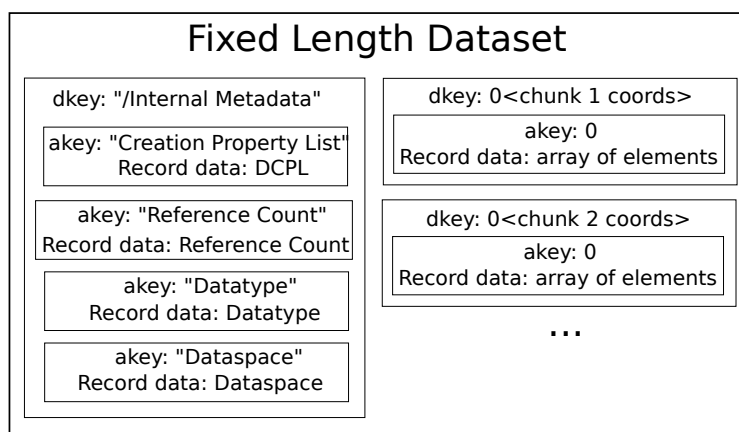 Fixed Length Dataset
dkey: "/Internal Metadata"
akey: "Creation Property List"
Record data: DCPL
akey: "Reference Count"
Record data: Reference Count
akey: "Datatype"
Record data: Datatype
akey: "Dataspace"
Record data: Dataspace
dkey: 0<chunk 1 coords>
akey: 0
Record data: array of elements
dkey: 0<chunk 2 coords>
akey: 0
Record data: array of elements
...